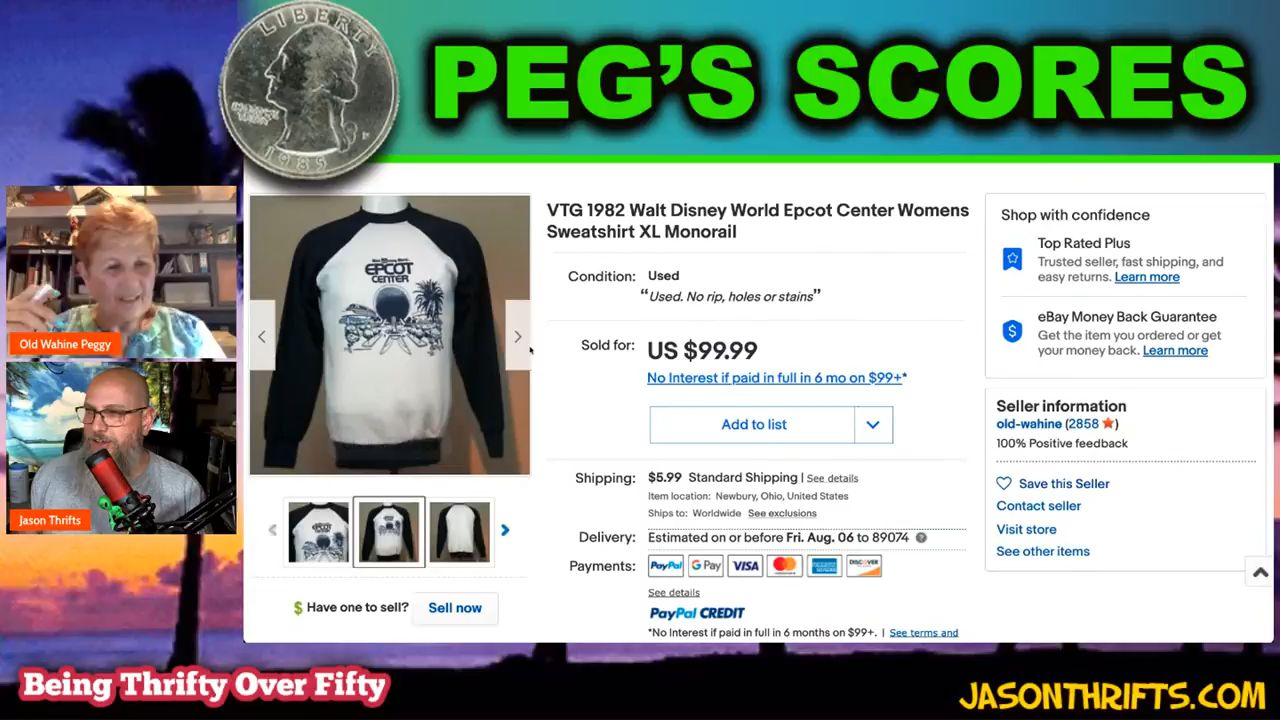 PEG'S SCORES
LIBERTY
1985
Old Wahine Peggy
Jason Thrifts
EPCOT
CENTER
VTG 1982 Walt Disney World Epcot Center Womens
Sweatshirt XL Monorail
Condition: Used
“Used. No rip, holes or stains”
Sold for: US $99.99
No Interest if paid in full in 6 mo on $99+*
Add to list
Shipping: $5.99 Standard Shipping | See details
Item location: Newbury, Ohio, United States
Ships to: Worldwide See exclusions
Delivery: Estimated on or before Fri. Aug. 06 to 89074 ?
Payments: PayPal G Pay VISA DISCOVER
See details
PayPal CREDIT
*No Interest if paid in full in 6 months on $99+. | See terms and
$ Have one to sell? Sell now
Shop with confidence
Top Rated Plus
Trusted seller, fast shipping, and
easy returns. Learn more
eBay Money Back Guarantee
Get the item you ordered or get
your money back. Learn more
Seller information
old-wahine (2858 )
100% Positive feedback
Save this Seller
Contact seller
Visit store
See other items
Being Thrifty Over Fifty
JASONTHRIFTS.COM